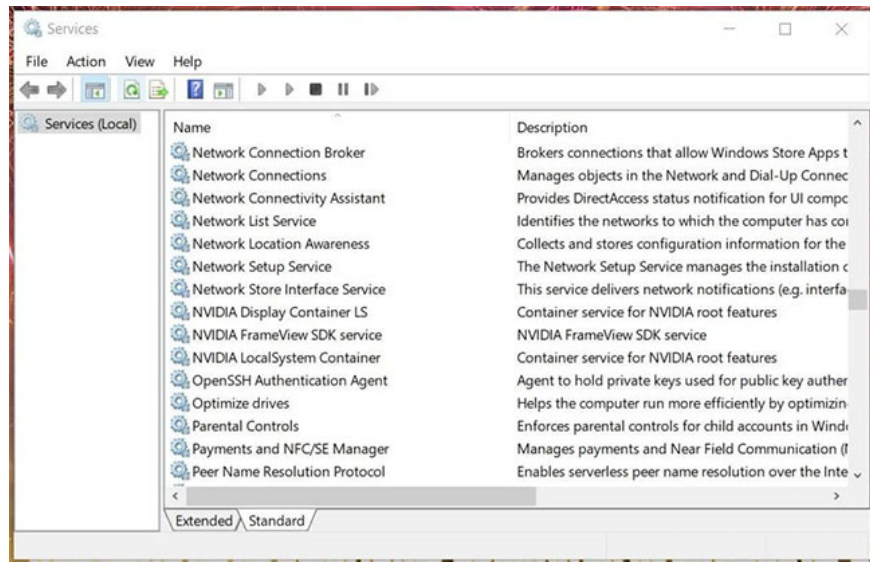 Services
File Action View Help
Services (Local)
Name Description
Network Connection Broker Brokers connections that allow Windows Store Apps t
Network Connections Manages objects in the Network and Dial-Up Connec
Network Connectivity Assistant Provides DirectAccess status notification for UI compo
Network List Service Identifies the networks to which the computer has con
Network Location Awareness Collects and stores configuration information for the
Network Setup Service The Network Setup Service manages the installation o
Network Store Interface Service This service delivers network notifications (e.g. interfa
NVIDIA Display Container LS Container service for NVIDIA root features
NVIDIA FrameView SDK service NVIDIA FrameView SDK service
NVIDIA LocalSystem Container Container service for NVIDIA root features
OpenSSH Authentication Agent Agent to hold private keys used for public key auther
Optimize drives Helps the computer run more efficiently by optimizin
Parental Controls Enforces parental controls for child accounts in Windo
Payments and NFC/SE Manager Manages payments and Near Field Communication (N
Peer Name Resolution Protocol Enables serverless peer name resolution over the Inte
Extended Standard